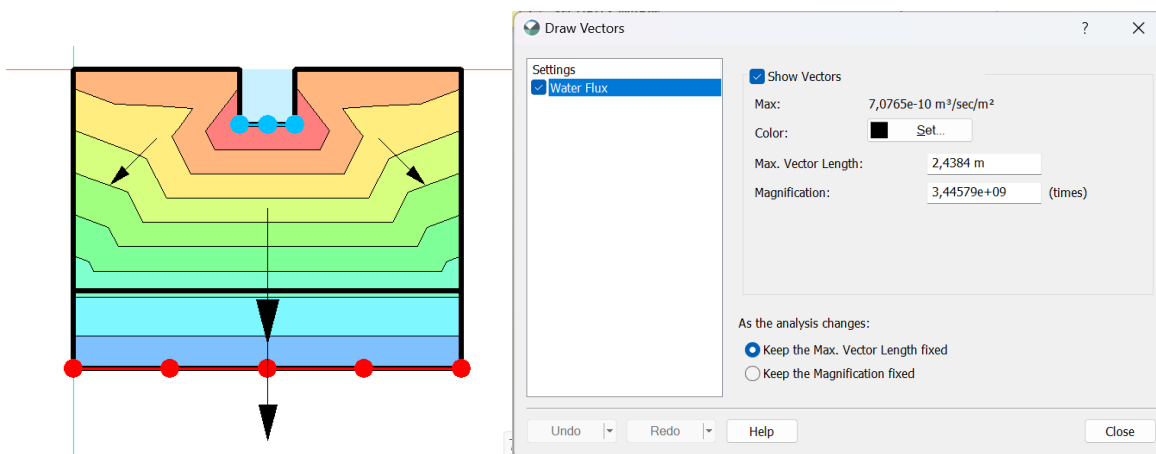 Draw Vectors
?
Settings
Water Flux
Show Vectors
Max: 7,0765e-10 m³/sec/m²
Color: Set...
Max. Vector Length: 2,4384 m
Magnification: 3,44579e+09 (times)
As the analysis changes:
Keep the Max. Vector Length fixed
Keep the Magnification fixed
Undo Redo Help Close